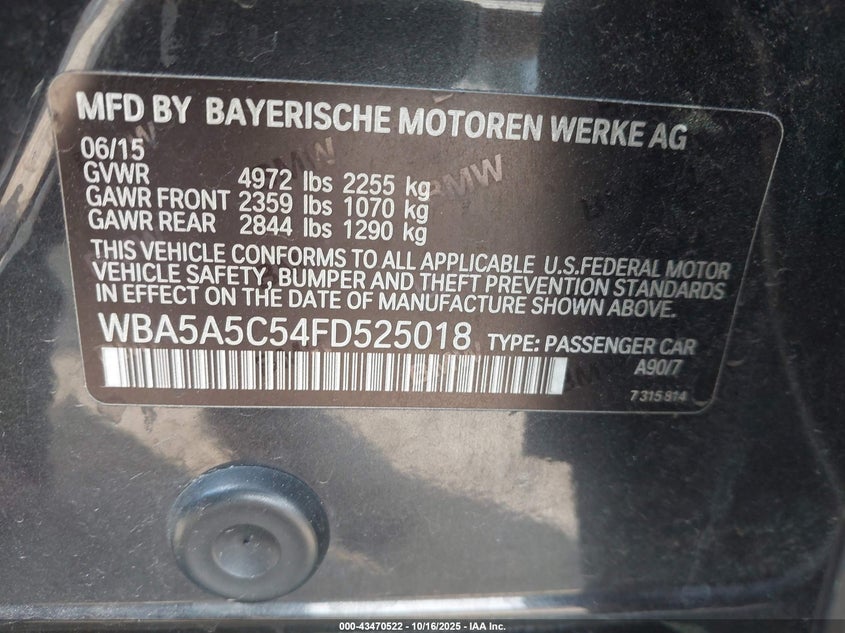 MFD BY BAYERISCHE MOTOREN WERKE AG
06/15
GVWR 4972 lbs 2255 kg
GAWR FRONT 2359 lbs 1070 kg
GAWR REAR 2844 lbs 1290 kg
THIS VEHICLE CONFORMS TO ALL APPLICABLE U.S.FEDERAL MOTOR
VEHICLE SAFETY, BUMPER AND THEFT PREVENTION STANDARDS
IN EFFECT ON THE DATE OF MANUFACTURE SHOWN ABOVE.
WBA5A5C54FD525018 TYPE: PASSENGER CAR
A90/7
7 315 814
000-43470522 - 10/16/2025 - IAA Inc.